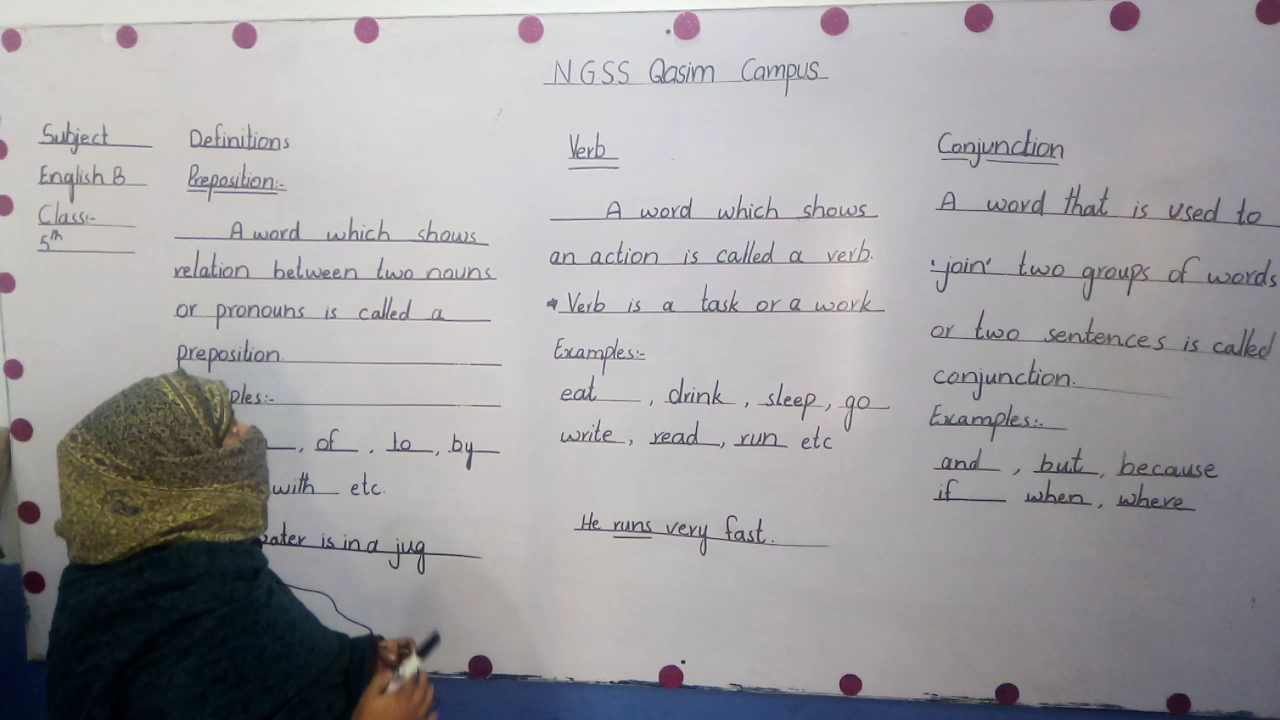 NGSS Qasim Campus
Subject
English B
Class:-
5th
Definitions
Preposition:-
A word which shows
relation between two nouns
or pronouns is called a
preposition.
, of , to , by
with etc.
is in a jug
Verb
A word which shows
an action is called a verb.
Verb is a task or a work
Examples:-
eat , drink , sleep, go
write, read, run etc
He runs very fast.
Conjunction
A word that is used to
'join' two groups of words
or two sentences is called
conjunction.
Examples:-
and , but, because
if when, where